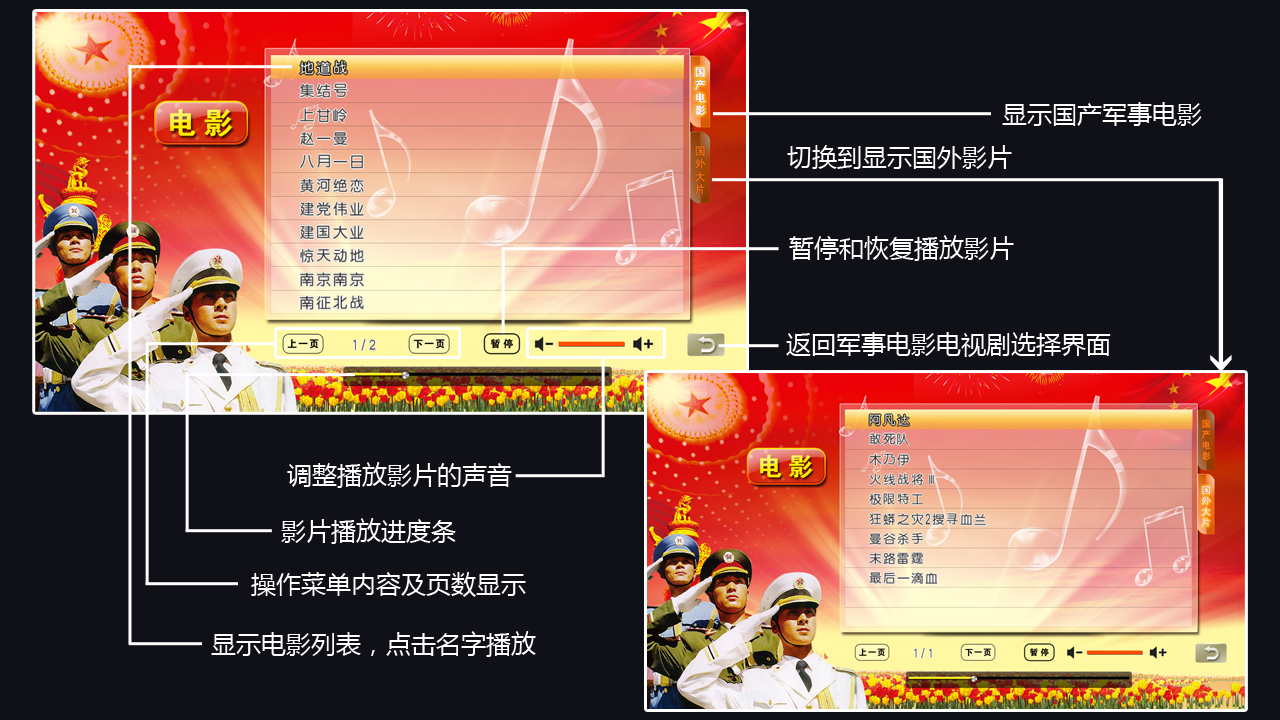 电影
地道战
集结号
上甘岭
赵一曼
八月一日
黄河绝恋
建党伟业
建国大业
惊天动地
南京南京
南征北战
国产电影
国外大片
上一页
1/2
下一页
暂停
显示国产军事电影
切换到显示国外影片
暂停和恢复播放影片
返回军事电影电视剧选择界面
调整播放影片的声音
影片播放进度条
操作菜单内容及页数显示
显示电影列表，点击名字播放
电影
阿凡达
敢死队
木乃伊
火线战将Ⅲ
极限特工
狂蟒之灾2搜寻血兰
曼谷杀手
末路雷霆
最后一滴血
国产电影
国外大片
上一页
1/1
下一页
暂停